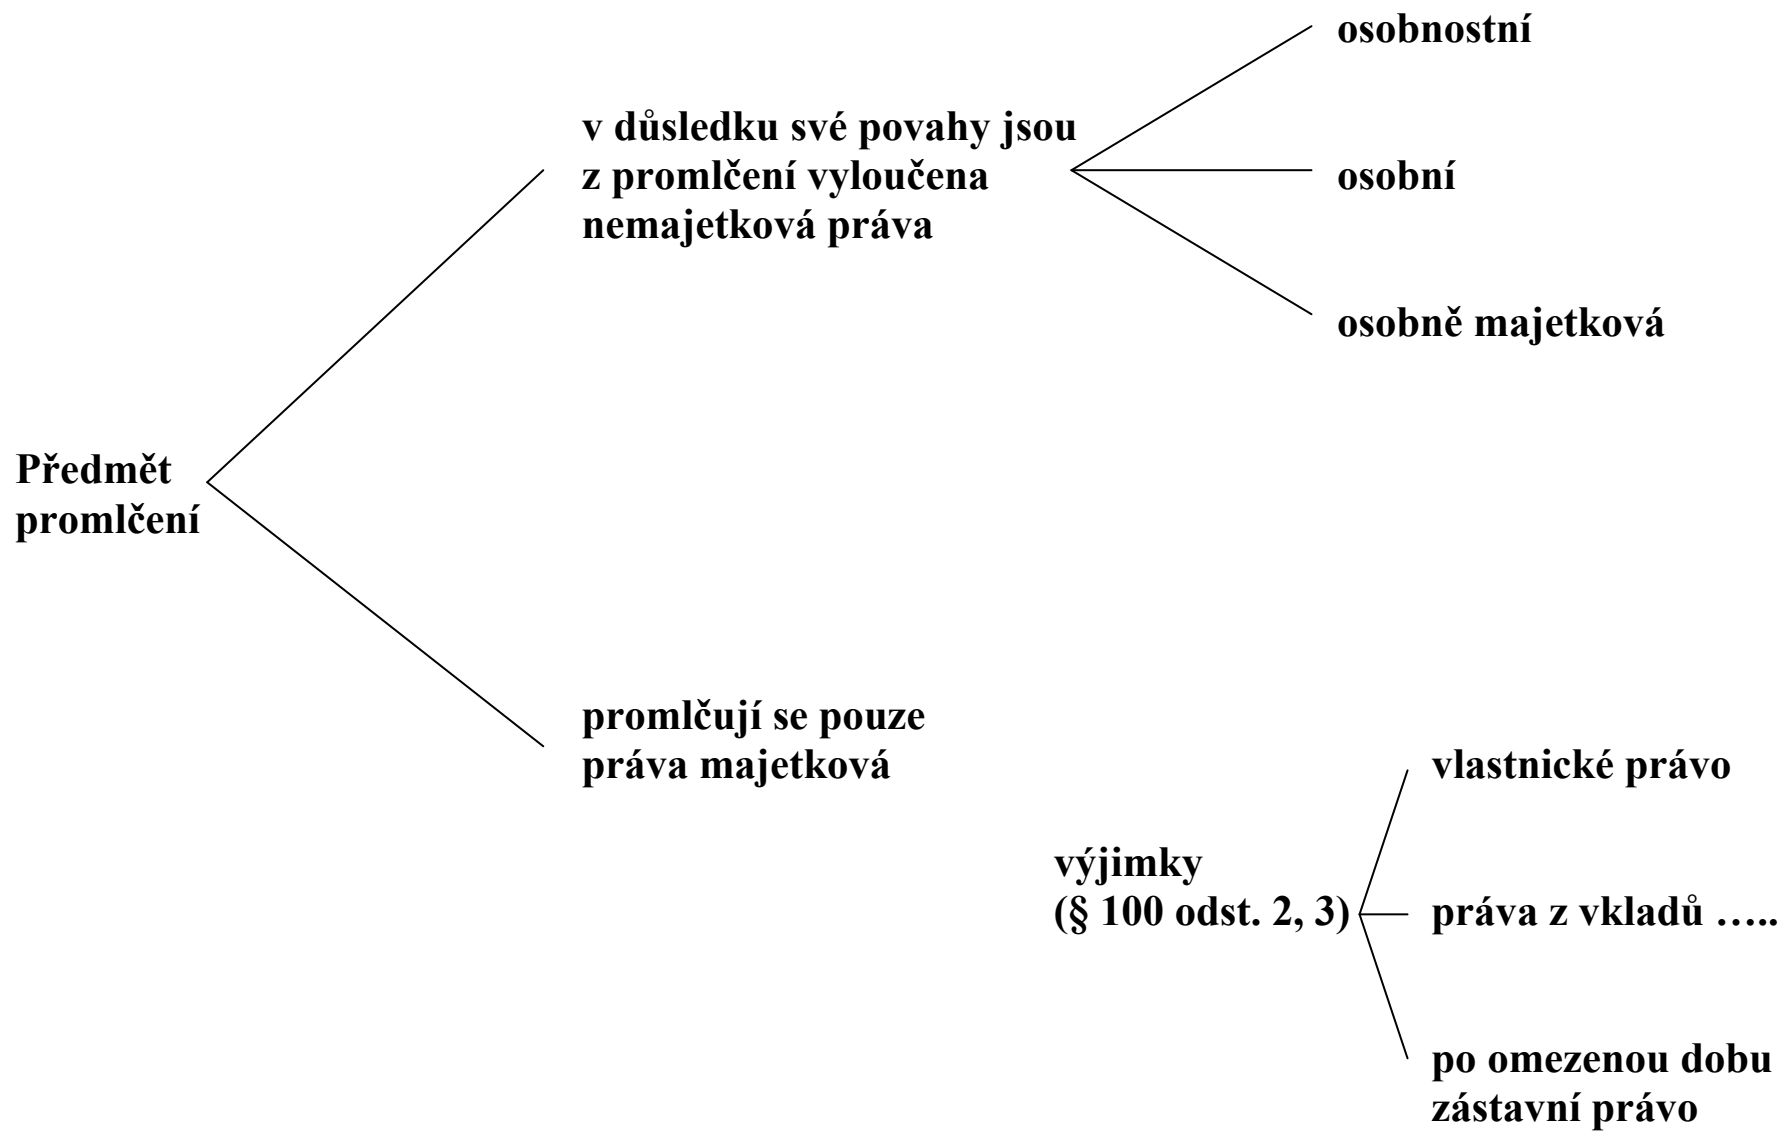 osobnostní
v důsledku své povahy jsou
z promlčení vyloučena
nemajetková práva
osobní
osobně majetková
Předmět
promlčení
promlčují se pouze
práva majetková
vlastnické právo
výjimky
(§ 100 odst. 2, 3)
práva z vkladů …..
po omezenou dobu
zástavní právo